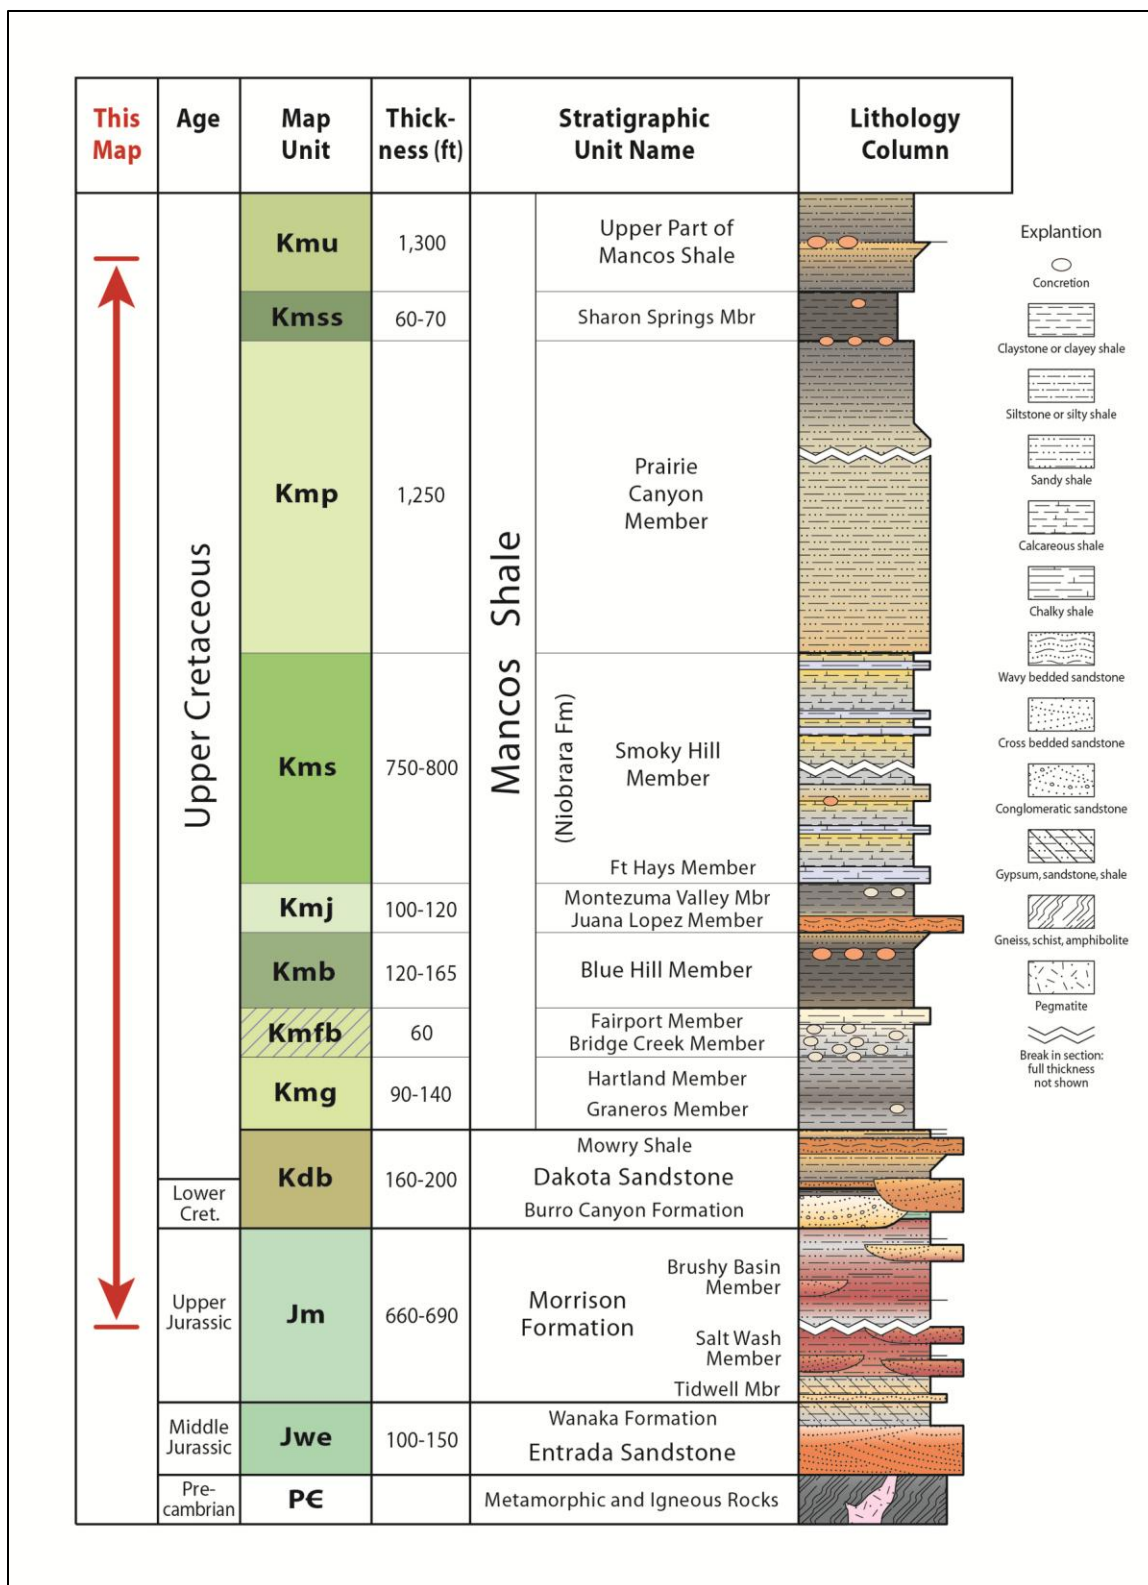 This
Map
Age
Map
Unit
Thick-
ness (ft)
Stratigraphic
Unit Name
Lithology
Column
Upper Cretaceous
Mancos Shale
(Niobrara Fm)
Kmu
1,300
Upper Part of
Mancos Shale
Kmss
60-70
Sharon Springs Mbr
Kmp
1,250
Prairie
Canyon
Member
Kms
750-800
Smoky Hill
Member
Ft Hays Member
Kmj
100-120
Montezuma Valley Mbr
Juana Lopez Member
Kmb
120-165
Blue Hill Member
Kmfb
60
Fairport Member
Bridge Creek Member
Kmg
90-140
Hartland Member
Graneros Member
Lower
Cret.
Kdb
160-200
Mowry Shale
Dakota Sandstone
Burro Canyon Formation
Upper
Jurassic
Jm
660-690
Morrison
Formation
Brushy Basin
Member
Salt Wash
Member
Tidwell Mbr
Middle
Jurassic
Jwe
100-150
Wanaka Formation
Entrada Sandstone
Pre-
cambrian
P€
Metamorphic and Igneous Rocks
Explantion
Concretion
Claystone or clayey shale
Siltstone or silty shale
Sandy shale
Calcareous shale
Chalky shale
Wavy bedded sandstone
Cross bedded sandstone
Conglomeratic sandstone
Gypsum, sandstone, shale
Gneiss, schist, amphibolite
Pegmatite
Break in section:
full thickness
not shown